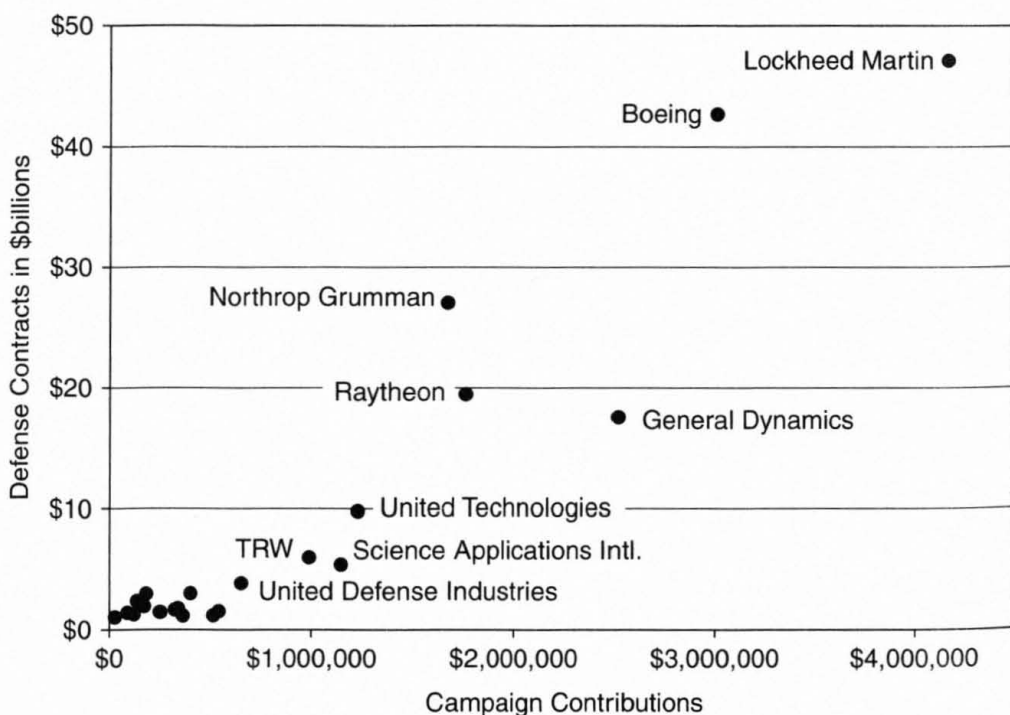 $50
Lockheed Martin
Boeing
$40
$30
Northrop Grumman
Raytheon
$20
General Dynamics
$10
United Technologies
TRW
Science Applications Intl.
United Defense Industries
$0
$0 $1,000,000 $2,000,000 $3,000,000 $4,000,000
Campaign Contributions
Defense Contracts in $billions